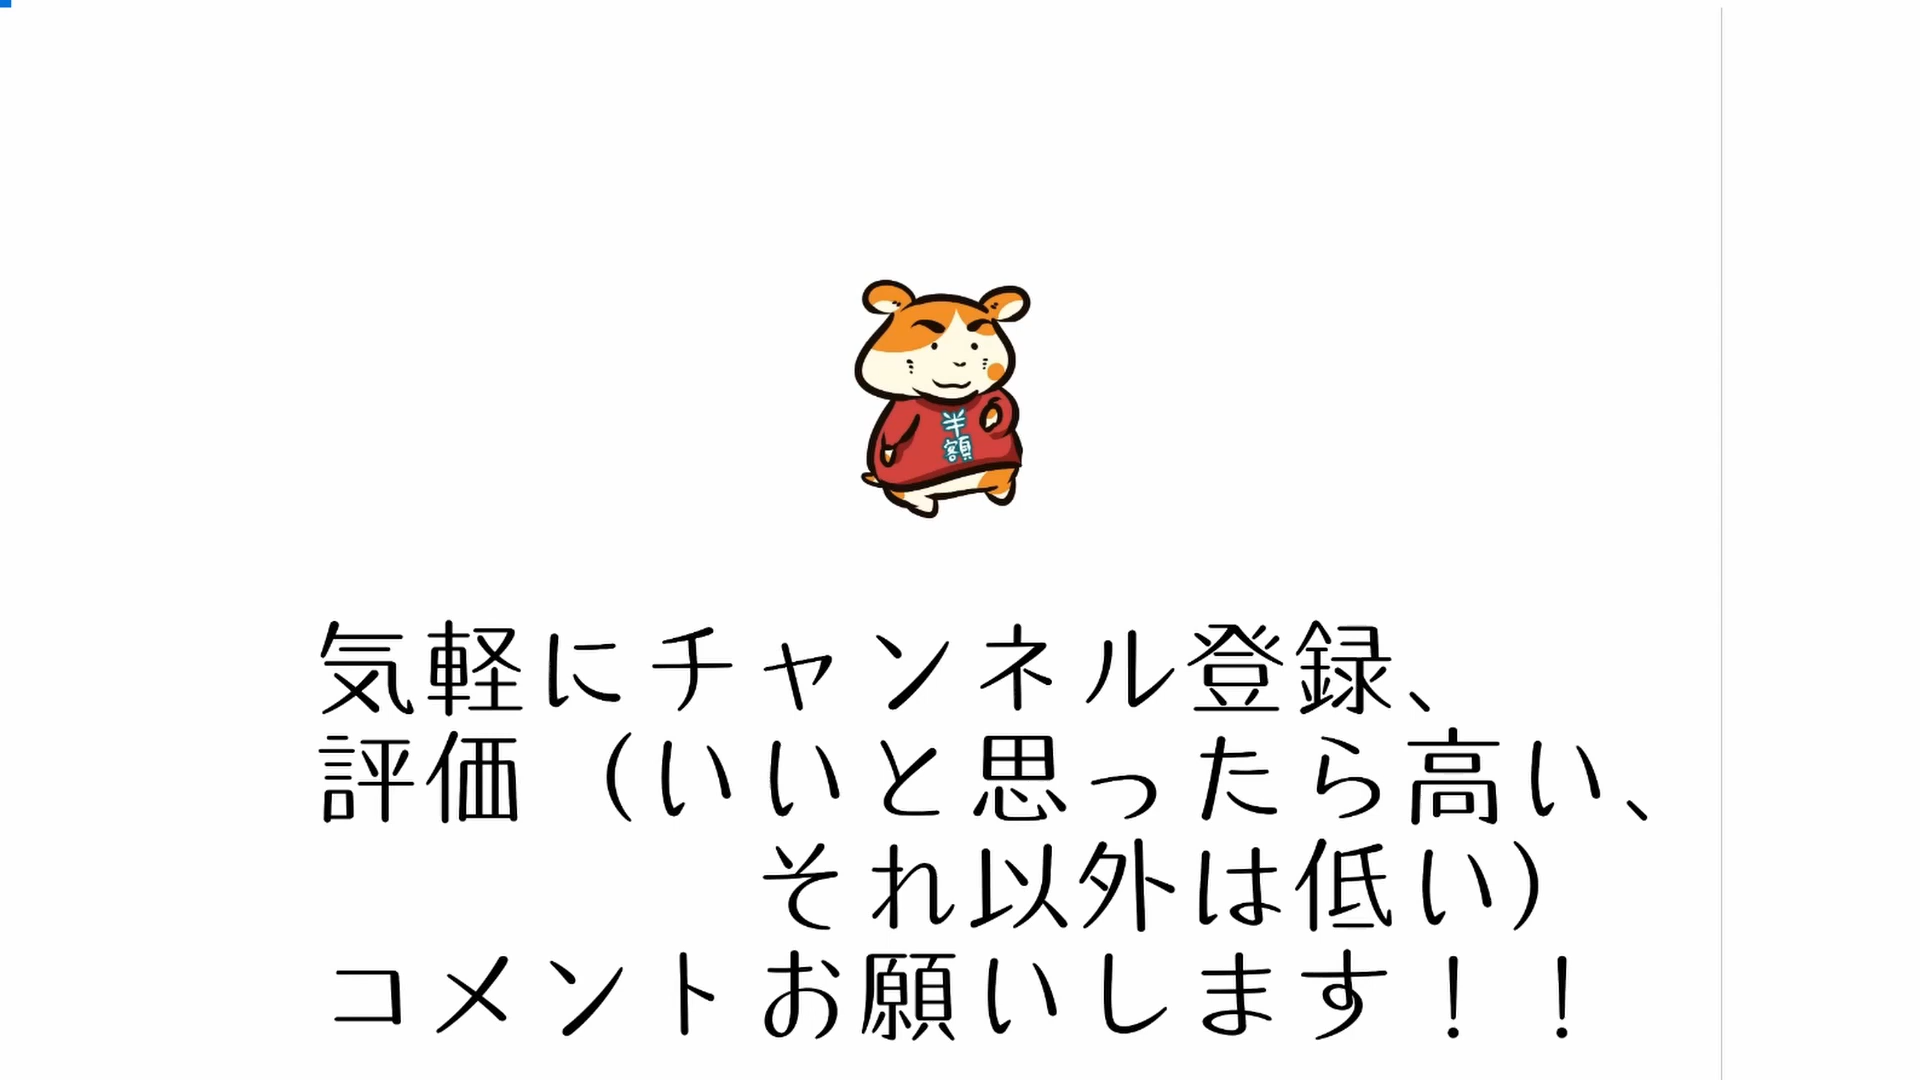 半
額
気軽にチャンネル登録、
評価（いいと思ったら高い、
それ以外は低い）
コメントお願いします！！